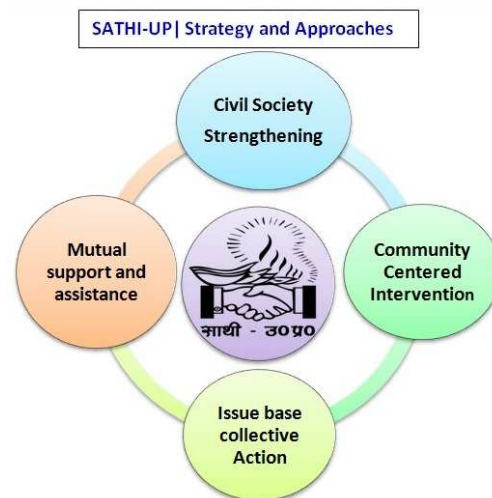 SATHI-UP| Strategy and Approaches
Civil Society
Strengthening
Mutual
support and
assistance
Community
Centered
Intervention
साथी - उ0 प्र0
Issue base
collective
Action